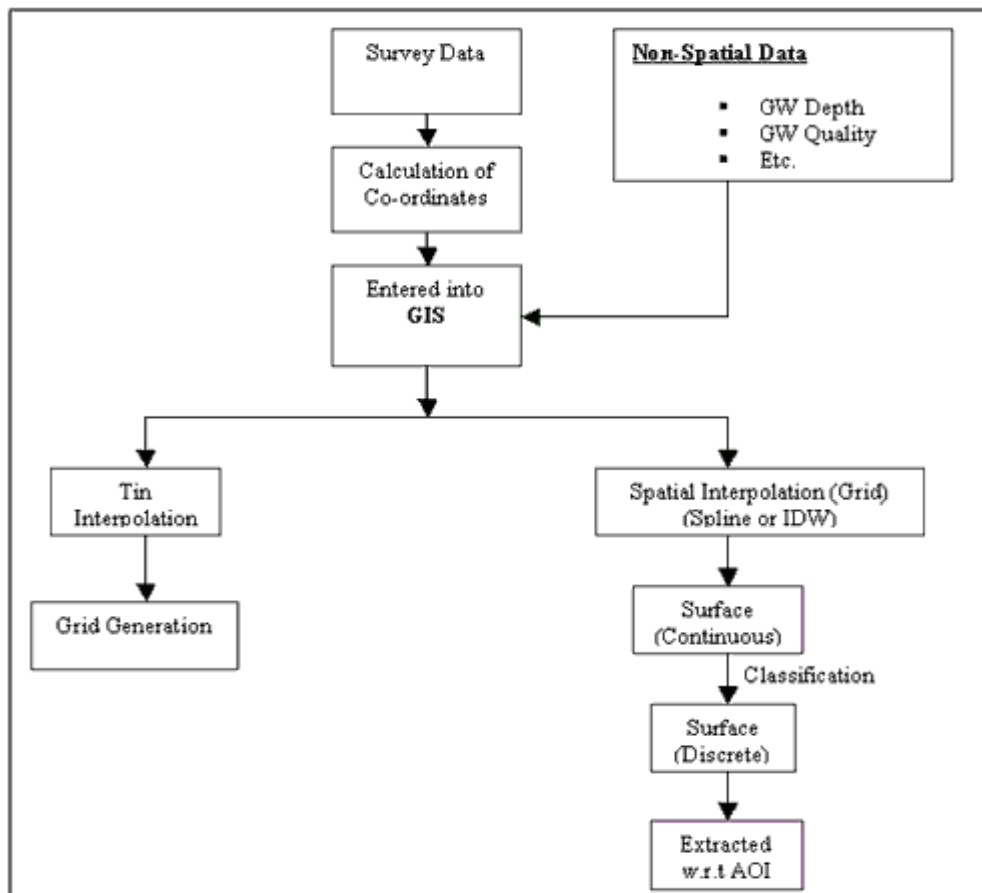 Survey Data
Non-Spatial Data
▪ GW Depth
▪ GW Quality
▪ Etc.
Calculation of
Co-ordinates
Entered into
GIS
Tin
Interpolation
Grid Generation
Spatial Interpolation (Grid)
(Spline or IDW)
Surface
(Continuous)
Classification
Surface
(Discrete)
Extracted
w.r.t AOI